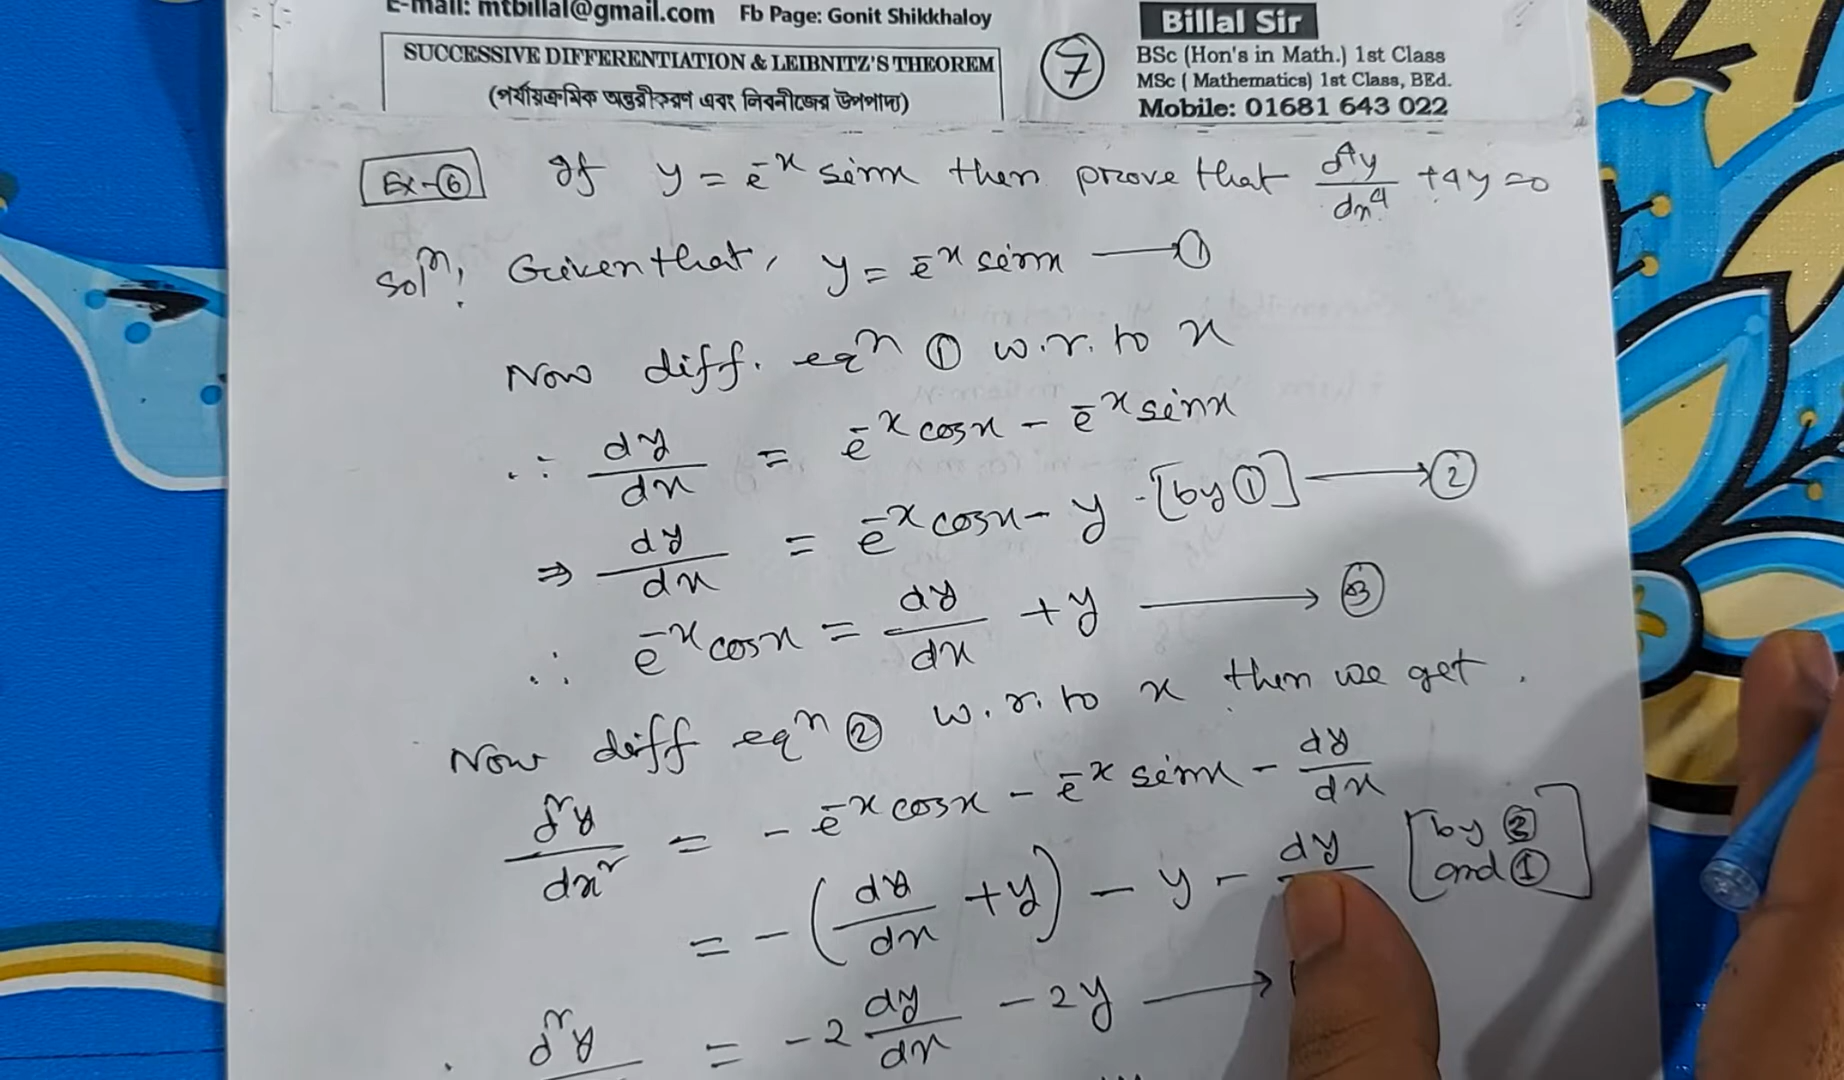 E-mail: mtbillal@gmail.com Fb Page: Gonit Shikkhaloy
SUCCESSIVE DIFFERENTIATION & LEIBNITZ'S THEOREM
(পর্যায়ক্রমিক অন্তরীকরণ এবং লিবনীজের উপপাদ্য)
7
Billal Sir
BSc (Hon's in Math.) 1st Class
MSc ( Mathematics) 1st Class, BEd.
Mobile: 01681 643 022
Ex-⑥ If y = e⁻ˣ sinx then prove that d⁴y/dx⁴ + 4y = 0
Solⁿ: Given that, y = e⁻ˣ sinx ⟶ ①
Now diff. eqⁿ ① w.r. to x
∴ dy/dx = e⁻ˣ cosx - e⁻ˣ sinx
⇒ dy/dx = e⁻ˣ cosx - y [by ①] ⟶ ②
∴ e⁻ˣ cosx = dy/dx + y ⟶ ③
Now diff eqⁿ ② w.r. to x then we get.
d²y/dx² = - e⁻ˣ cosx - e⁻ˣ sinx - dy/dx
= - (dy/dx + y) - y - dy [by ③ and ①]
d²y = -2 dy/dx - 2y ⟶